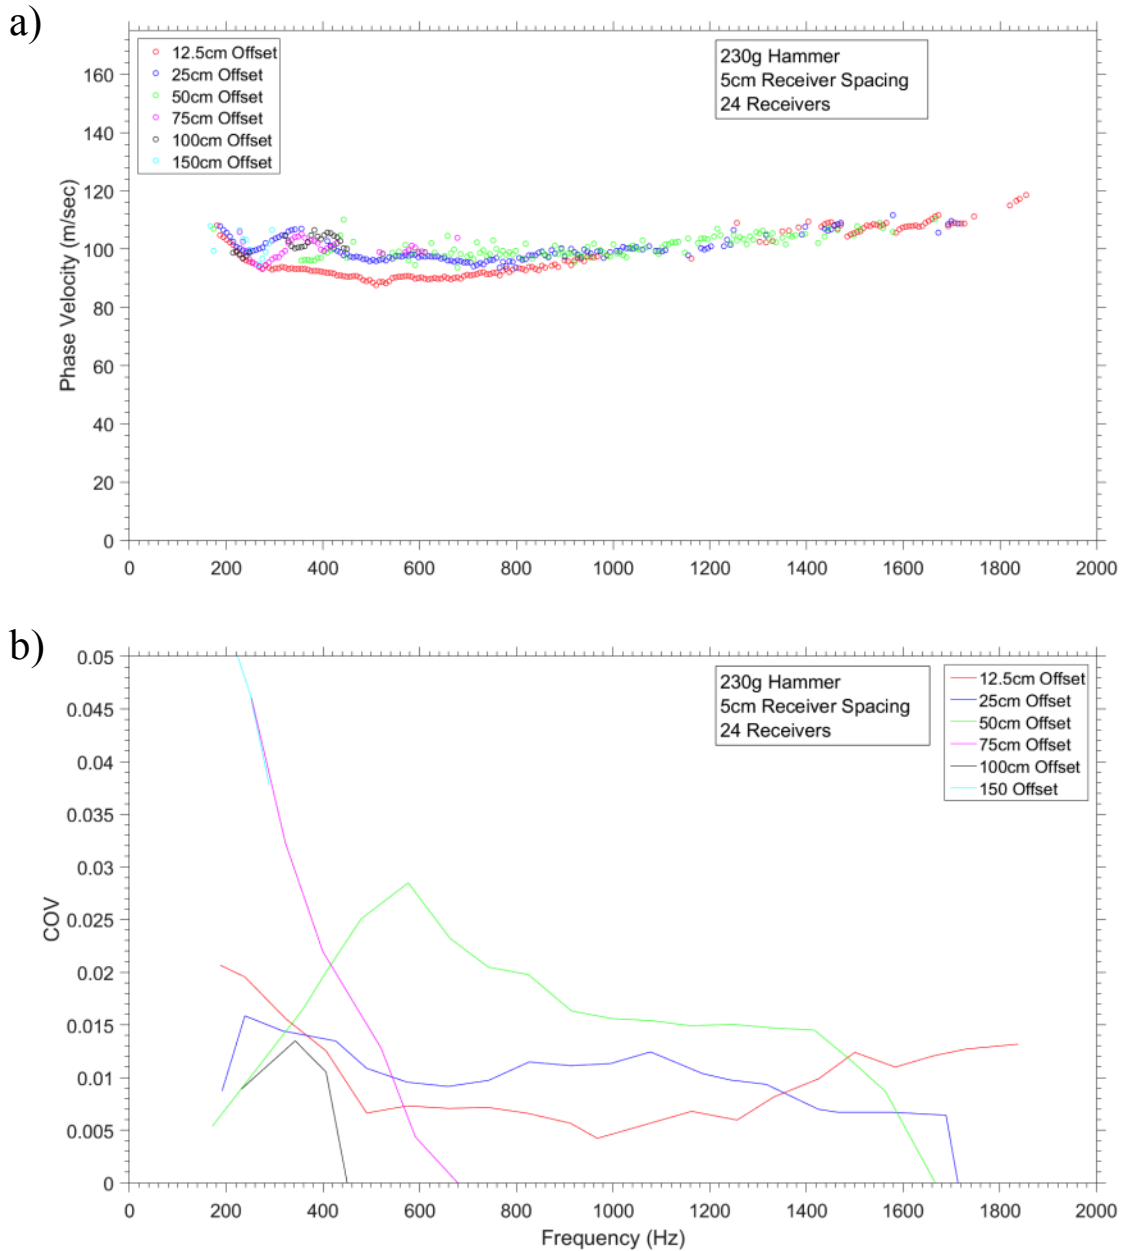 a)
12.5cm Offset
25cm Offset
50cm Offset
75cm Offset
100cm Offset
150cm Offset
230g Hammer
5cm Receiver Spacing
24 Receivers
Phase Velocity (m/sec)
160
140
120
100
80
60
40
20
0
0 200 400 600 800 1000 1200 1400 1600 1800 2000
b)
230g Hammer
5cm Receiver Spacing
24 Receivers
12.5cm Offset
25cm Offset
50cm Offset
75cm Offset
100cm Offset
150 Offset
COV
0.05
0.045
0.04
0.035
0.03
0.025
0.02
0.015
0.01
0.005
0
0 200 400 600 800 1000 1200 1400 1600 1800 2000
Frequency (Hz)